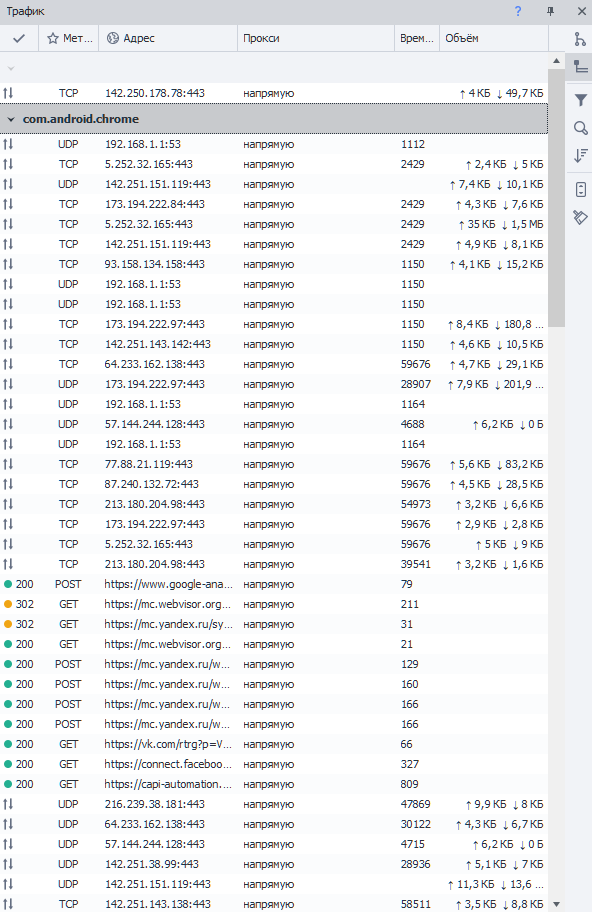 Трафик ?
Мет... Адрес Прокси Врем... Объём
TCP 142.250.178.78:443 напрямую ↑ 4 КБ ↓ 49,7 КБ
com.android.chrome
UDP 192.168.1.1:53 напрямую 1112
TCP 5.252.32.165:443 напрямую 2429 ↑ 2,4 КБ ↓ 5 КБ
UDP 142.251.151.119:443 напрямую ↑ 7,4 КБ ↓ 10,1 КБ
TCP 173.194.222.84:443 напрямую 2429 ↑ 4,3 КБ ↓ 7,6 КБ
TCP 5.252.32.165:443 напрямую 2429 ↑ 35 КБ ↓ 1,5 МБ
TCP 142.251.151.119:443 напрямую 2429 ↑ 4,9 КБ ↓ 8,1 КБ
TCP 93.158.134.158:443 напрямую 1150 ↑ 4,1 КБ ↓ 15,2 КБ
UDP 192.168.1.1:53 напрямую 1150
UDP 192.168.1.1:53 напрямую 1150
TCP 173.194.222.97:443 напрямую 1150 ↑ 8,4 КБ ↓ 180,8 ...
TCP 142.251.143.142:443 напрямую 1150 ↑ 4,6 КБ ↓ 10,5 КБ
TCP 64.233.162.138:443 напрямую 59676 ↑ 4,7 КБ ↓ 29,1 КБ
UDP 173.194.222.97:443 напрямую 28907 ↑ 7,9 КБ ↓ 201,9 ...
UDP 192.168.1.1:53 напрямую 1164
UDP 57.144.244.128:443 напрямую 4688 ↑ 6,2 КБ ↓ 0 Б
UDP 192.168.1.1:53 напрямую 1164
TCP 77.88.21.119:443 напрямую 59676 ↑ 5,6 КБ ↓ 83,2 КБ
TCP 87.240.132.72:443 напрямую 59676 ↑ 4,5 КБ ↓ 28,5 КБ
TCP 213.180.204.98:443 напрямую 54973 ↑ 3,2 КБ ↓ 6,6 КБ
TCP 173.194.222.97:443 напрямую 59676 ↑ 2,9 КБ ↓ 2,8 КБ
TCP 5.252.32.165:443 напрямую 59676 ↑ 5 КБ ↓ 9 КБ
TCP 213.180.204.98:443 напрямую 39541 ↑ 3,2 КБ ↓ 1,6 КБ
200 POST https://www.google-ana... напрямую 79
302 GET https://mc.webvisor.org... напрямую 211
302 GET https://mc.yandex.ru/sy... напрямую 31
200 GET https://mc.webvisor.org... напрямую 21
200 POST https://mc.yandex.ru/w... напрямую 129
200 POST https://mc.yandex.ru/w... напрямую 160
200 POST https://mc.yandex.ru/w... напрямую 166
200 POST https://mc.yandex.ru/w... напрямую 166
200 GET https://vk.com/rtrg?p=V... напрямую 66
200 GET https://connect.faceboo... напрямую 327
200 GET https://capi-automation.... напрямую 809
UDP 216.239.38.181:443 напрямую 47869 ↑ 9,9 КБ ↓ 8 КБ
UDP 64.233.162.138:443 напрямую 30122 ↑ 4,3 КБ ↓ 6,7 КБ
UDP 57.144.244.128:443 напрямую 4715 ↑ 6,2 КБ ↓ 0 Б
UDP 142.251.38.99:443 напрямую 28936 ↑ 5,1 КБ ↓ 7 КБ
UDP 142.251.151.119:443 напрямую ↑ 11,3 КБ ↓ 13,6 ...
TCP 142.251.143.138:443 напрямую 58511 ↑ 3,5 КБ ↓ 8,8 КБ